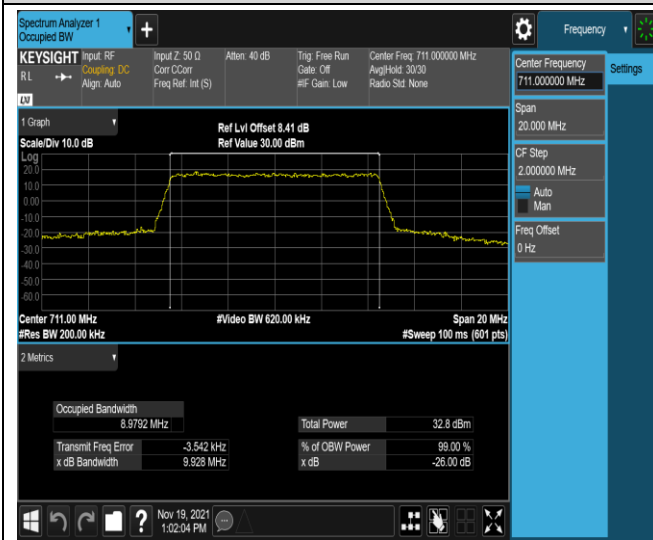 Spectrum Analyzer 1
Occupied BW
Frequency
KEYSIGHT
RL
LXI
Input: RF
Coupling: DC
Align: Auto
Input Z: 50 Ω
Corr CCorr
Freq Ref: Int (S)
Atten: 40 dB
Trig: Free Run
Gate: Off
#IF Gain: Low
Center Freq: 711.000000 MHz
Avg|Hold: 30/30
Radio Std: None
Center Frequency
711.000000 MHz
Settings
Span
20.000 MHz
CF Step
2.000000 MHz
Auto
Man
Freq Offset
0 Hz
1 Graph
Scale/Div 10.0 dB
Ref Lvl Offset 8.41 dB
Ref Value 30.00 dBm
Log
20.0
10.0
0.00
-10.0
-20.0
-30.0
-40.0
-50.0
-60.0
Center 711.00 MHz
#Video BW 620.00 kHz
Span 20 MHz
#Res BW 200.00 kHz
#Sweep 100 ms (601 pts)
2 Metrics
Occupied Bandwidth
8.9792 MHz
Total Power 32.8 dBm
Transmit Freq Error -3.542 kHz
% of OBW Power 99.00 %
x dB Bandwidth 9.928 MHz
x dB -26.00 dB
?
Nov 19, 2021
1:02:04 PM